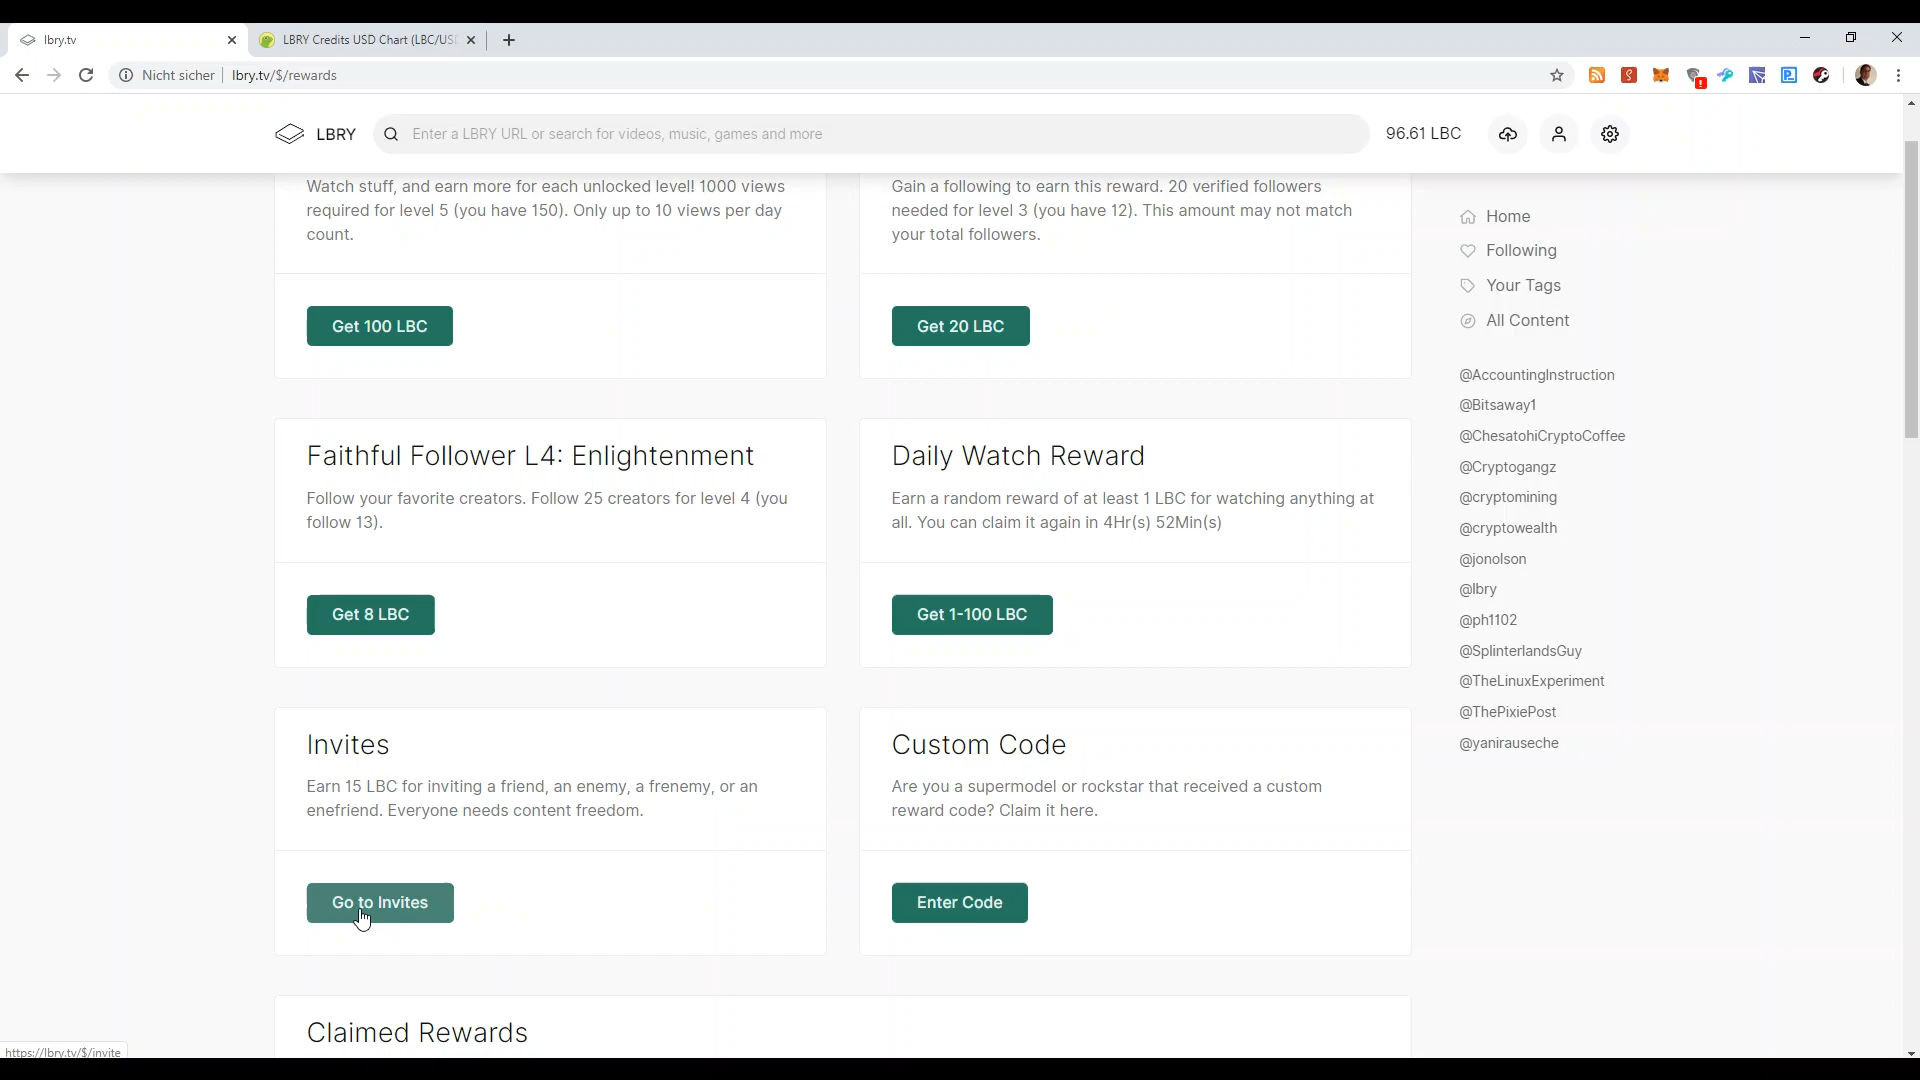 lbry.tv
LBRY Credits USD Chart (LBC/US
Nicht sicher
lbry.tv/$/rewards
LBRY
Enter a LBRY URL or search for videos, music, games and more
96.61 LBC
Watch stuff, and earn more for each unlocked level! 1000 views
required for level 5 (you have 150). Only up to 10 views per day
count.
Get 100 LBC
Gain a following to earn this reward. 20 verified followers
needed for level 3 (you have 12). This amount may not match
your total followers.
Get 20 LBC
Faithful Follower L4: Enlightenment
Follow your favorite creators. Follow 25 creators for level 4 (you
follow 13).
Get 8 LBC
Daily Watch Reward
Earn a random reward of at least 1 LBC for watching anything at
all. You can claim it again in 4Hr(s) 52Min(s)
Get 1-100 LBC
Invites
Earn 15 LBC for inviting a friend, an enemy, a frenemy, or an
enefriend. Everyone needs content freedom.
Go to Invites
Custom Code
Are you a supermodel or rockstar that received a custom
reward code? Claim it here.
Enter Code
Claimed Rewards
Home
Following
Your Tags
All Content
@AccountingInstruction
@Bitsaway1
@ChesatohiCryptoCoffee
@Cryptogangz
@cryptomining
@cryptowealth
@jonolson
@lbry
@ph1102
@SplinterlandsGuy
@TheLinuxExperiment
@ThePixiePost
@yanirauseche
https://lbry.tv/$/invite